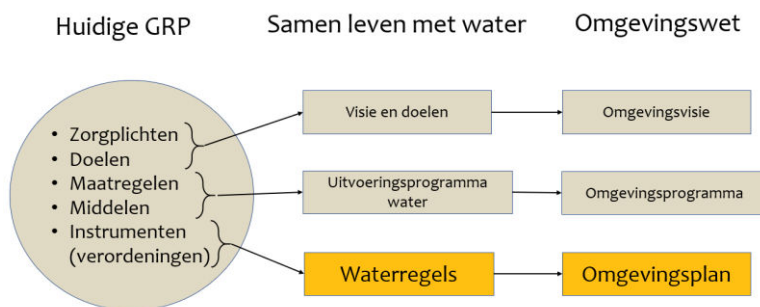 Huidige GRP
Samen leven met water
Omgevingswet
• Zorgplichten
• Doelen
• Maatregelen
• Middelen
• Instrumenten
(verordeningen)
Visie en doelen
Omgevingsvisie
Uitvoeringsprogramma
water
Omgevingsprogramma
Waterregels
Omgevingsplan